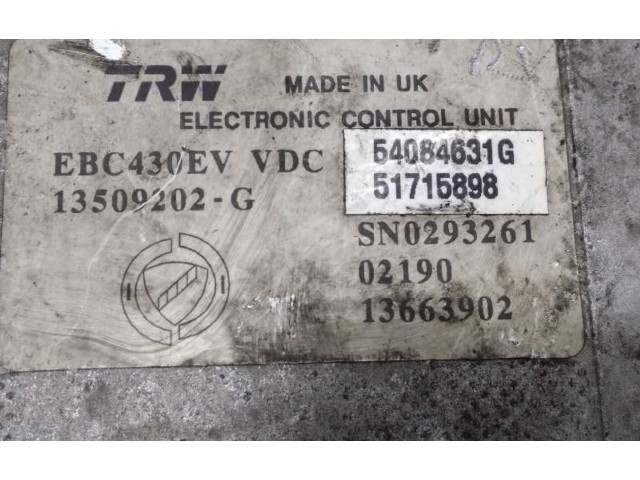 TRW MADE IN UK
ELECTRONIC CONTROL UNIT
EBC430EV VDC 54084631G
13509202-G 51715898
SN0293261
02190
13663902